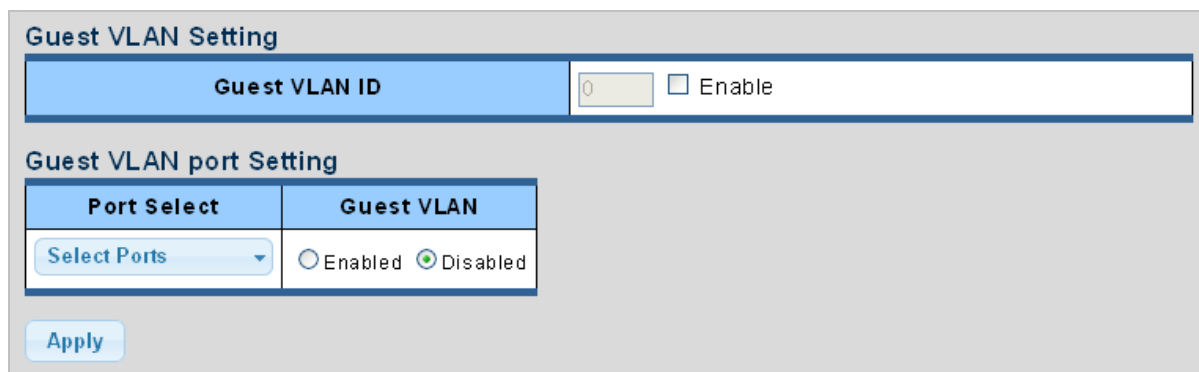 Guest VLAN Setting
Guest VLAN ID 0 Enable
Guest VLAN port Setting
Port Select Guest VLAN
Select Ports Enabled Disabled
Apply